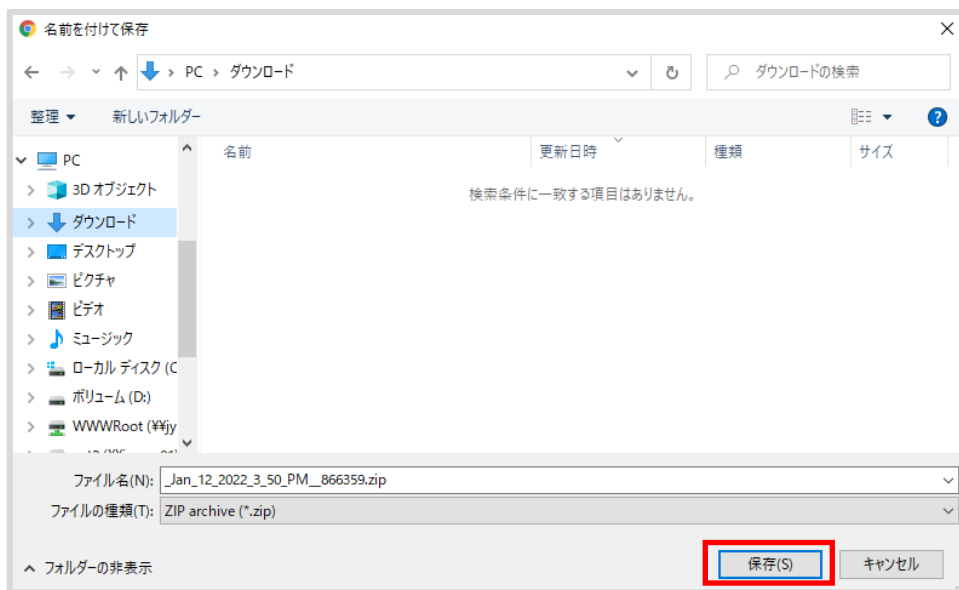 名前を付けて保存
PC › ダウンロード
ダウンロードの検索
整理 新しいフォルダー
名前 更新日時 種類 サイズ
検索条件に一致する項目はありません。
PC
3D オブジェクト
ダウンロード
デスクトップ
ピクチャ
ビデオ
ミュージック
ローカル ディスク (C
ボリューム (D:)
WWWRoot (¥¥jy
ファイル名(N): _Jan_12_2022_3_50_PM__866359.zip
ファイルの種類(T): ZIP archive (*.zip)
フォルダーの非表示
保存(S) キャンセル